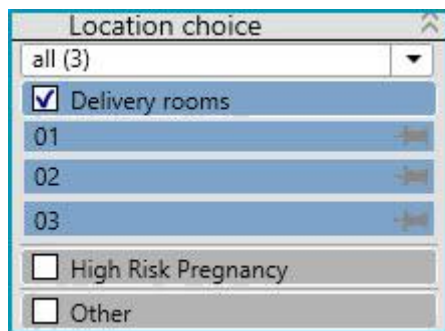 Location choice
all (3)
Delivery rooms
01
02
03
High Risk Pregnancy
Other